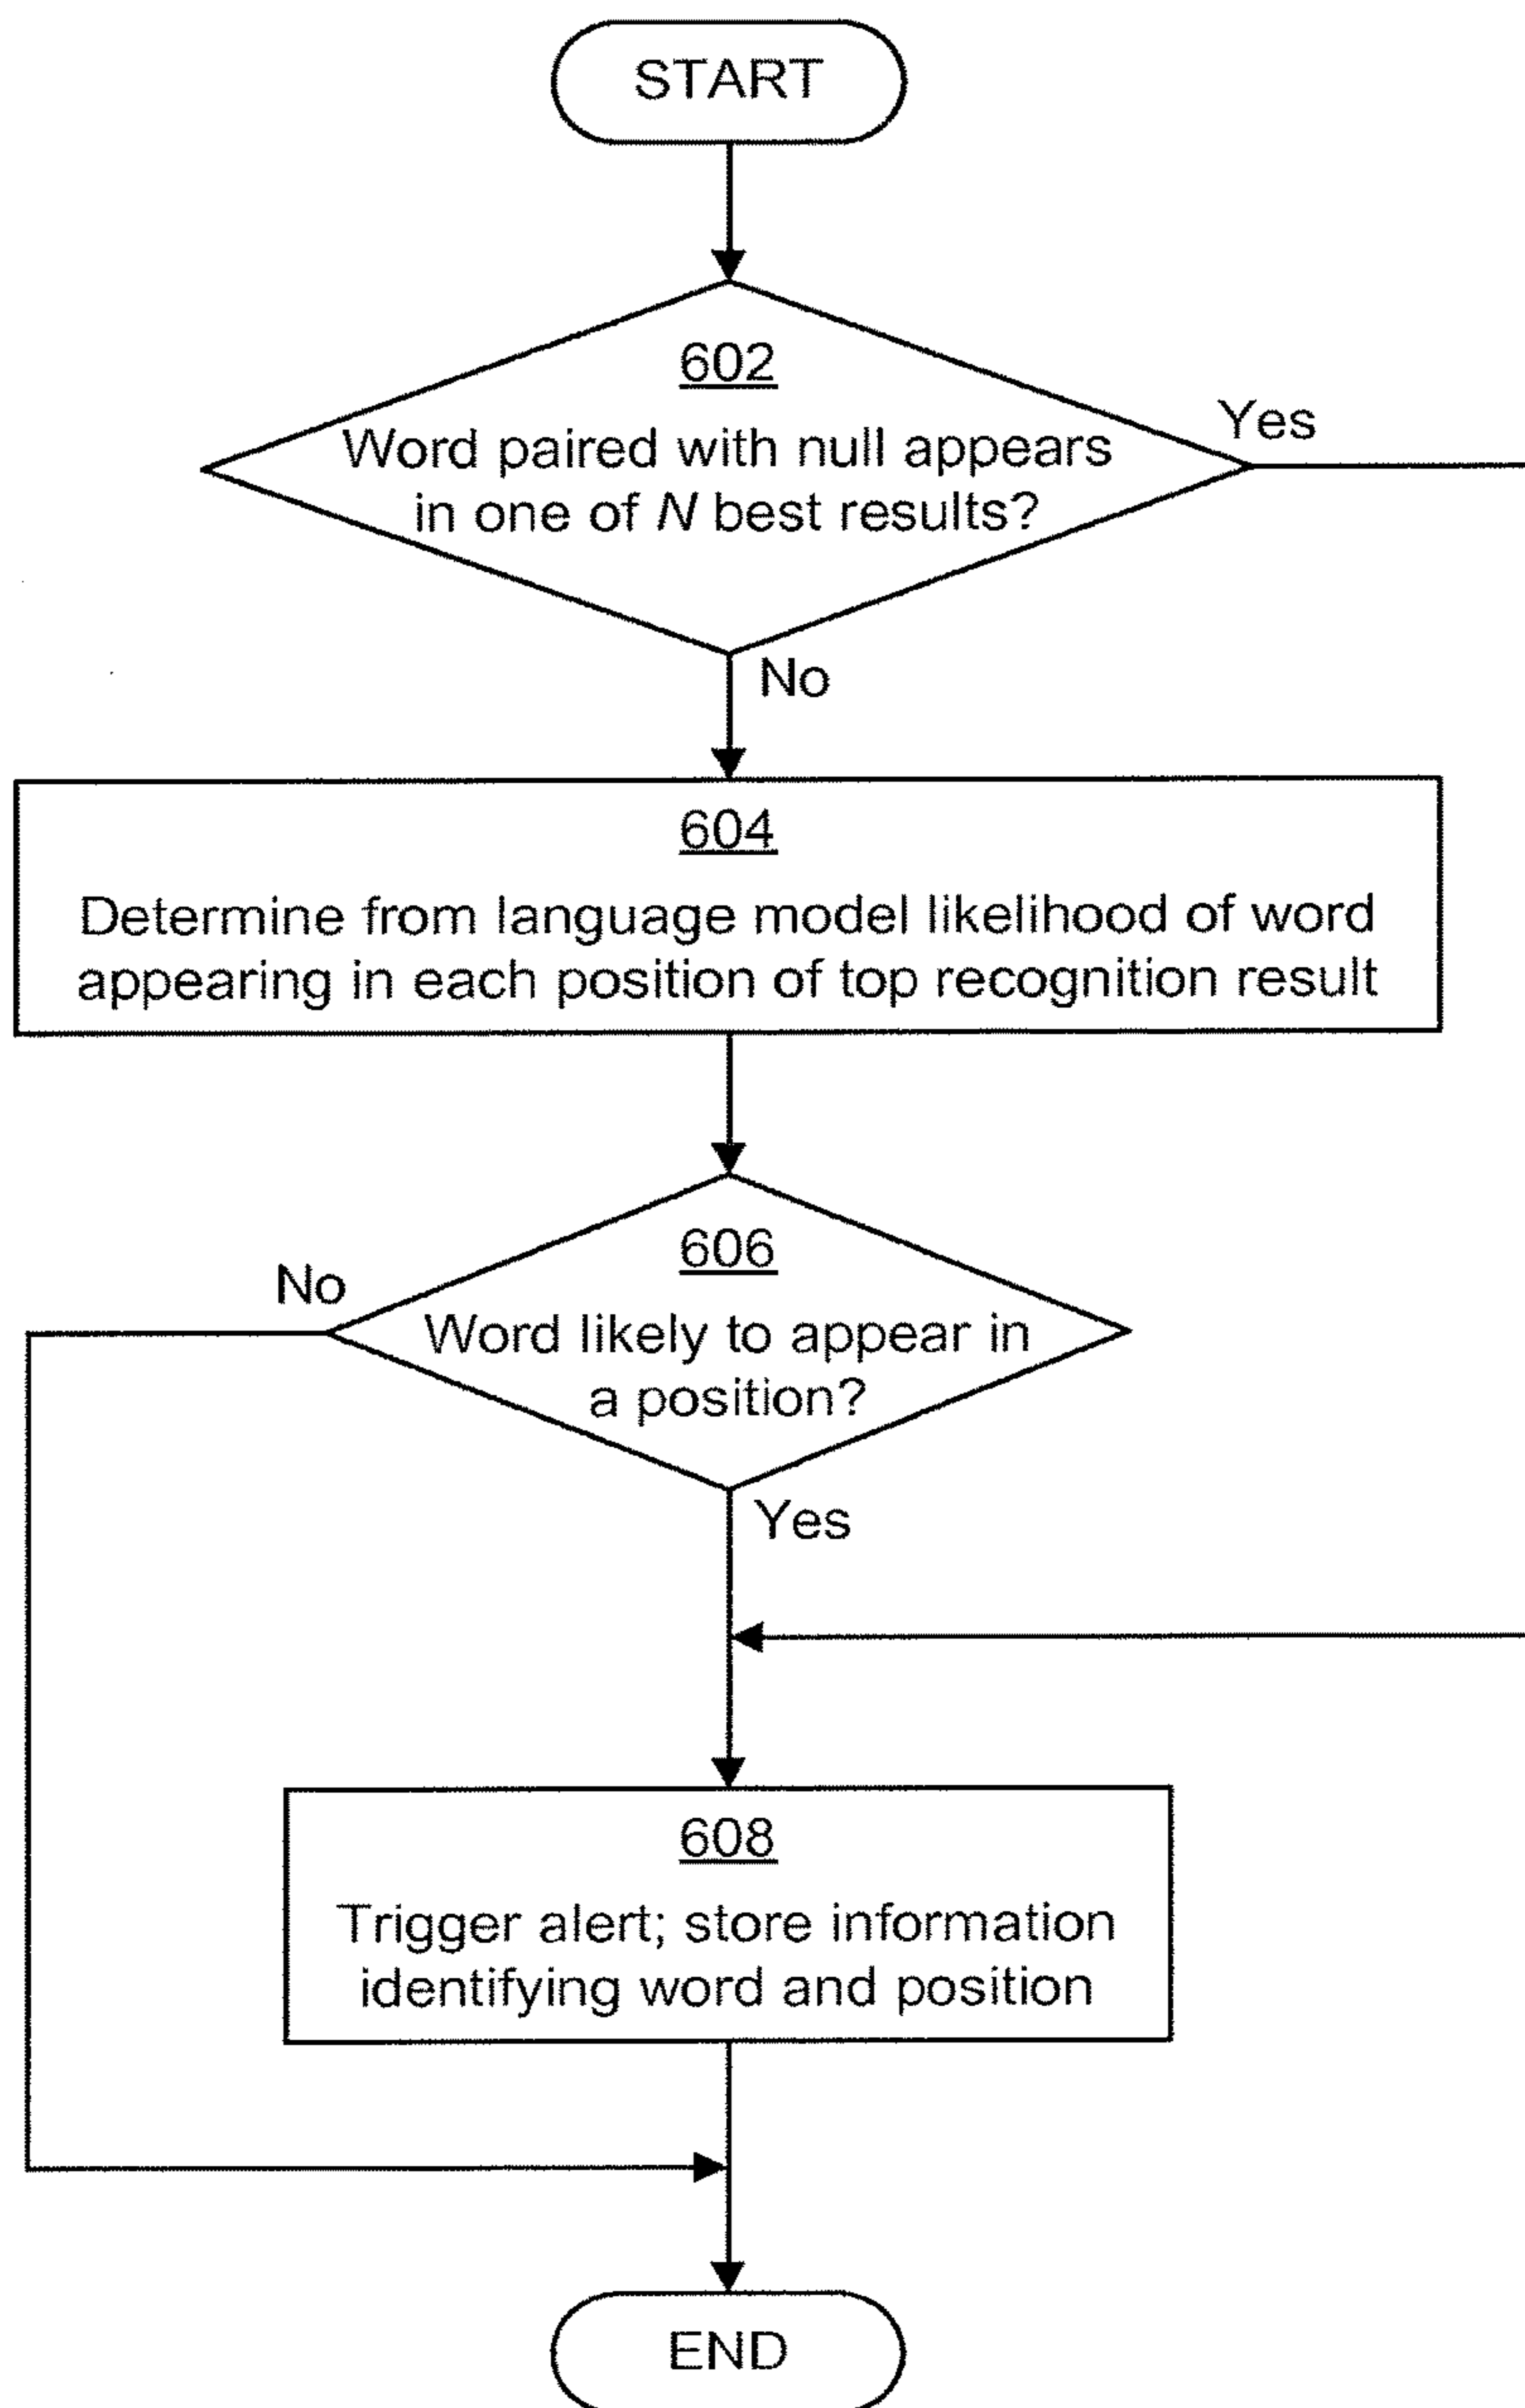 START
602
Word paired with null appears
in one of N best results?
Yes
No
604
Determine from language model likelihood of word
appearing in each position of top recognition result
606
No
Word likely to appear in
a position?
Yes
608
Trigger alert; store information
identifying word and position
END